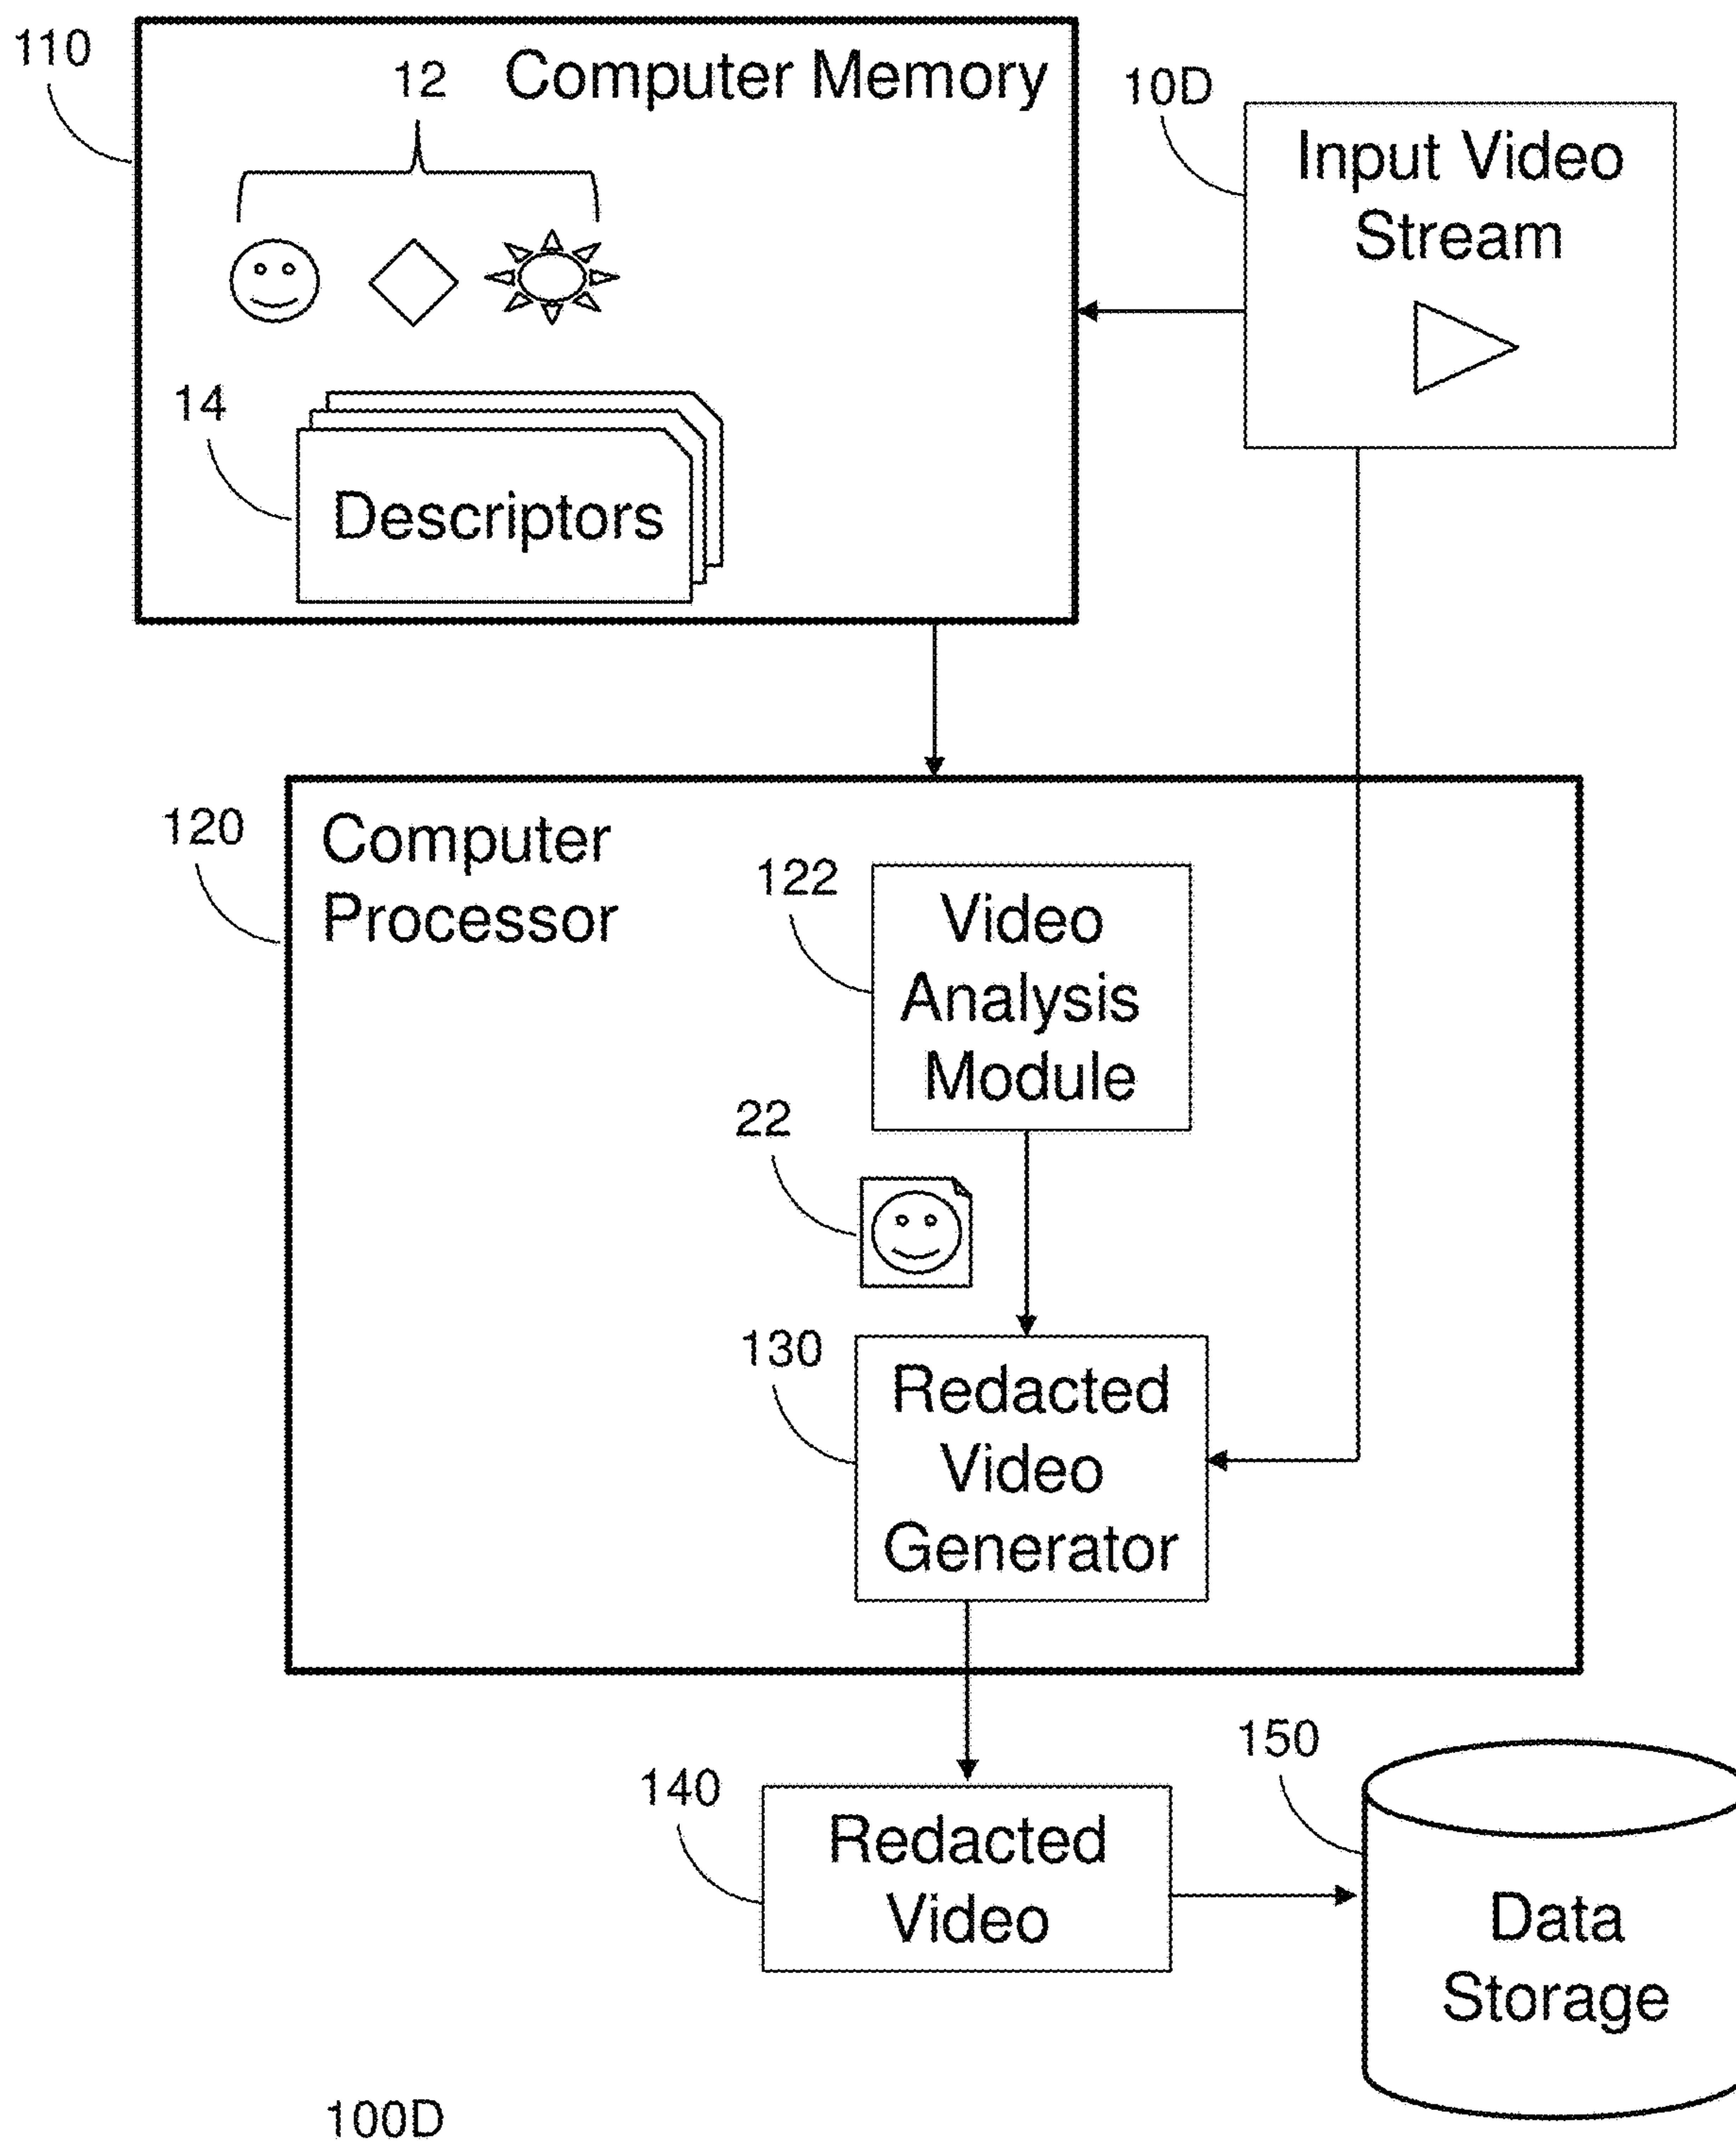 110
12
Computer Memory
10D
Input Video
Stream
14
Descriptors
120
Computer
Processor
122
Video
Analysis
Module
22
130
Redacted
Video
Generator
140
Redacted
Video
150
Data
Storage
100D